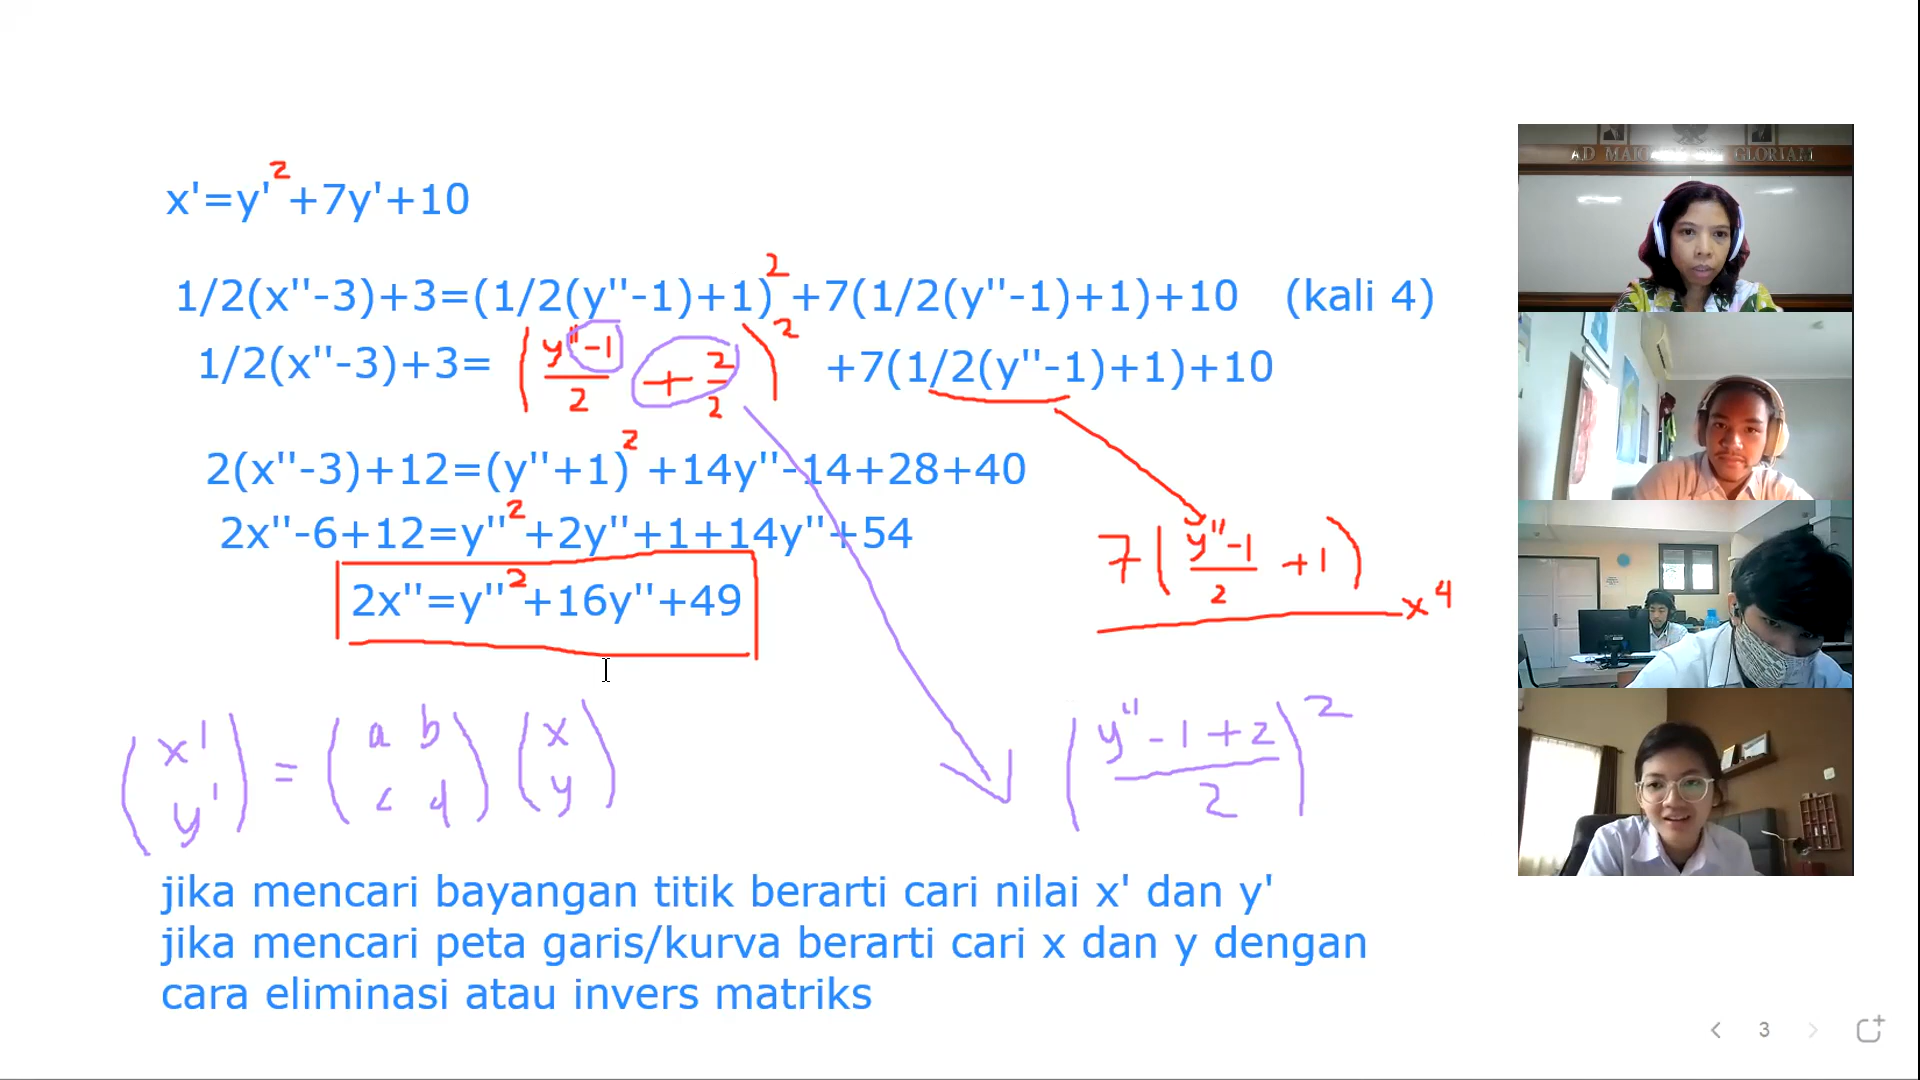 x'=y'²+7y'+10
1/2(x''-3)+3=(1/2(y''-1)+1)²+7(1/2(y''-1)+1)+10 (kali 4)
1/2(x''-3)+3= (y''-1/2 + 2/2)² +7(1/2(y''-1)+1)+10
2(x''-3)+12=(y''+1)²+14y''-14+28+40
2x''-6+12=y''²+2y''+1+14y''+54
2x''=y''²+16y''+49
7(y''-1/2 +1) x4
(x' y') = (a b c d) (x y)
(y''-1+2/2)²
jika mencari bayangan titik berarti cari nilai x' dan y'
jika mencari peta garis/kurva berarti cari x dan y dengan
cara eliminasi atau invers matriks
3
GLORIAM